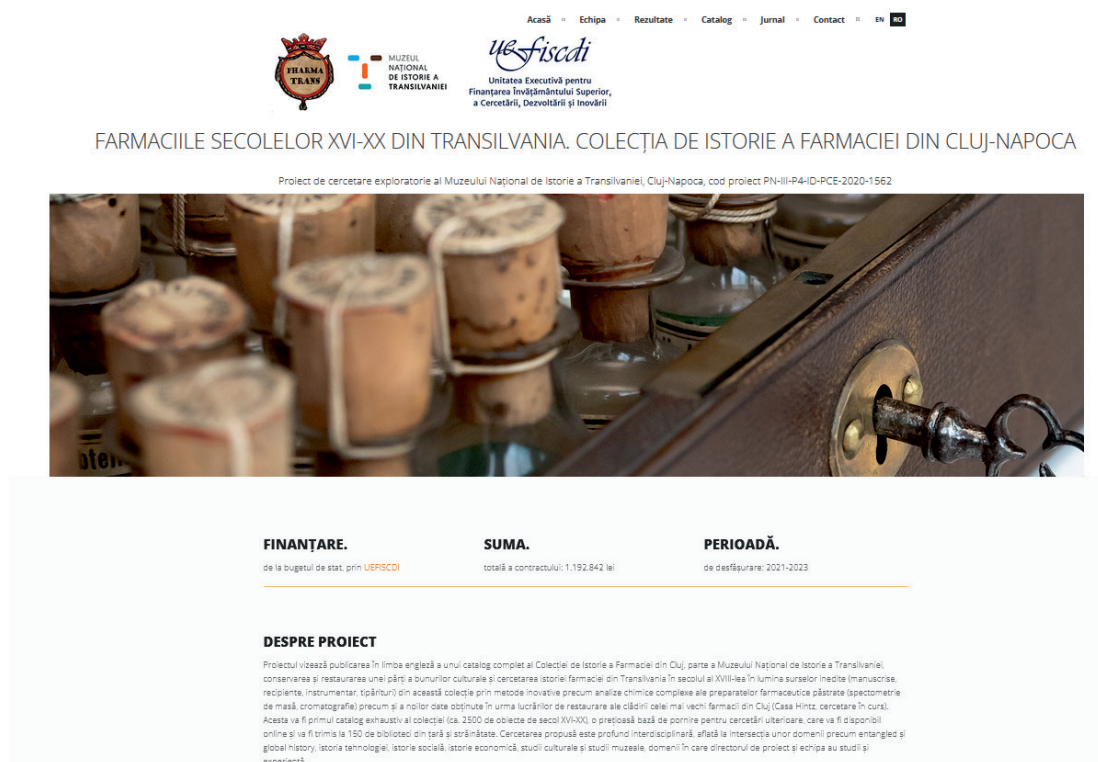 Acasă Echipa Rezultate Catalog Jurnal Contact EN RO
PHARMA
TRANS
MUZEUL
NAȚIONAL
DE ISTORIE A
TRANSILVANIEI
uefiscdi
Unitatea Executivă pentru
Finanțarea Învățământului Superior,
a Cercetării, Dezvoltării și Inovării
FARMACIILE SECOLELOR XVI-XX DIN TRANSILVANIA. COLECȚIA DE ISTORIE A FARMACIEI DIN CLUJ-NAPOCA
Proiect de cercetare exploratorie al Muzeului Național de Istorie a Transilvaniei, Cluj-Napoca, cod proiect PN-III-P4-ID-PCE-2020-1562
FINANȚARE.
de la bugetul de stat, prin UEFISCDI
SUMA.
totală a contractului: 1.192.842 lei
PERIOADĂ.
de desfășurare: 2021-2023
DESPRE PROIECT
Proiectul vizează publicarea în limba engleză a unui catalog complet al Colecției de Istorie a Farmaciei din Cluj, parte a Muzeului Național de Istorie a Transilvaniei,
conservarea și restaurarea unei părți a bunurilor culturale și cercetarea istoriei farmaciei din Transilvania în secolul al XVIII-lea în lumina surselor inedite (manuscrise,
recipiente, instrumentar, tipărituri) din această colecție prin metode inovative precum analize chimice complexe ale preparatelor farmaceutice păstrate (spectometrie
de masă, cromatografie) precum și a noilor date obținute în urma lucrărilor de restaurare ale clădirii celei mai vechi farmacii din Cluj (Casa Hintz, cercetare în curs).
Acesta va fi primul catalog exhaustiv al colecției (ca. 2500 de obiecte de secol XVI-XX), o prețioasă bază de pornire pentru cercetări ulterioare, care va fi disponibil
online și va fi trimis la 150 de biblioteci din țară și străinătate. Cercetarea propusă este profund interdisciplinară, aflată la intersecția unor domenii precum entangled și
global history, istoria tehnologiei, istorie socială, istorie economică, studii culturale și studii muzeale, domenii în care directorul de proiect și echipa au studii și
experiență.